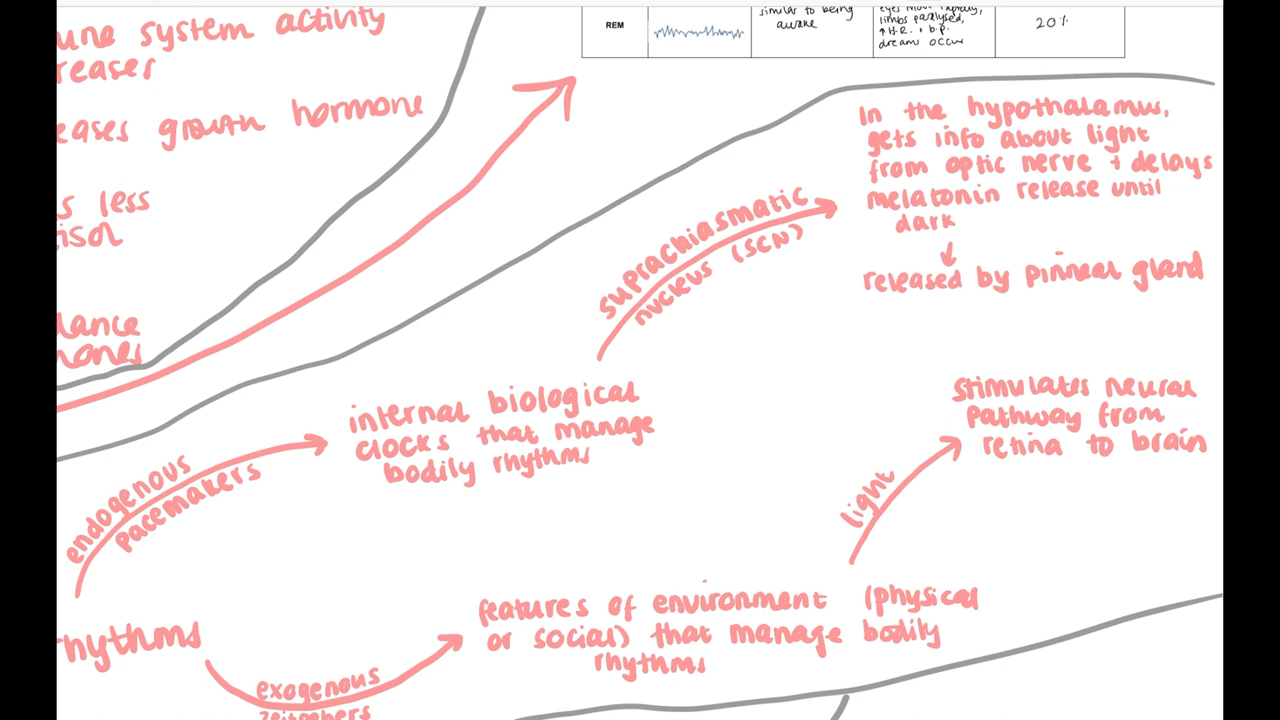 une system activity
reases
eases growth hormone
s less
tisol
lance
mones
REM
similar to being
awake
eyes move rapidly,
limbs paralysed,
↑ H.R. + b.p.
dreams occur
20%
In the hypothalamus,
gets info about light
from optic nerve + delays
melatonin release until
dark
↓
released by pinneal gland
suprachiasmatic
nucleus (SCN)
internal biological
clocks that manage
bodily rhythms
endogenous
pacemakers
stimulates neural
pathway from
retina to brain
light
features of environment (physical
or social) that manage bodily
rhythms
rhythms
exogenous
zeitgebers